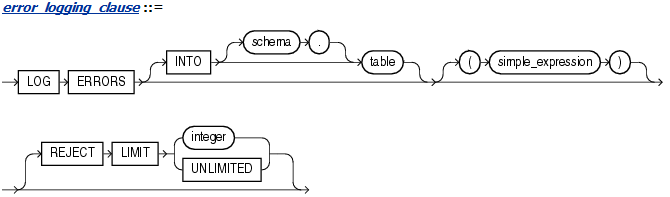 error_logging_clause ::=
schema .
INTO table ( simple_expression )
LOG ERRORS
integer
REJECT LIMIT
UNLIMITED